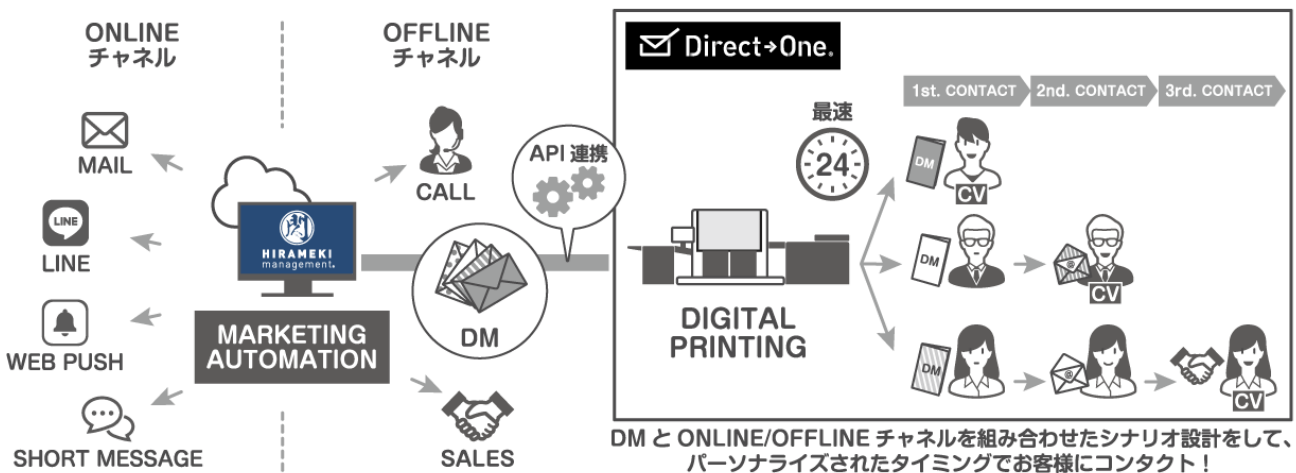 ONLINE
チャネル
OFFLINE
チャネル
MAIL
LINE
LINE
WEB PUSH
SHORT MESSAGE
閃
HIRAMEKI
management.
MARKETING
AUTOMATION
CALL
DM
SALES
API 連携
Direct→One.
最速
24
DIGITAL
PRINTING
1st. CONTACT
2nd. CONTACT
3rd. CONTACT
DM
CV
DM
@
CV
DM
@
CV
DM と ONLINE/OFFLINE チャネルを組み合わせたシナリオ設計をして、
パーソナライズされたタイミングでお客様にコンタクト！